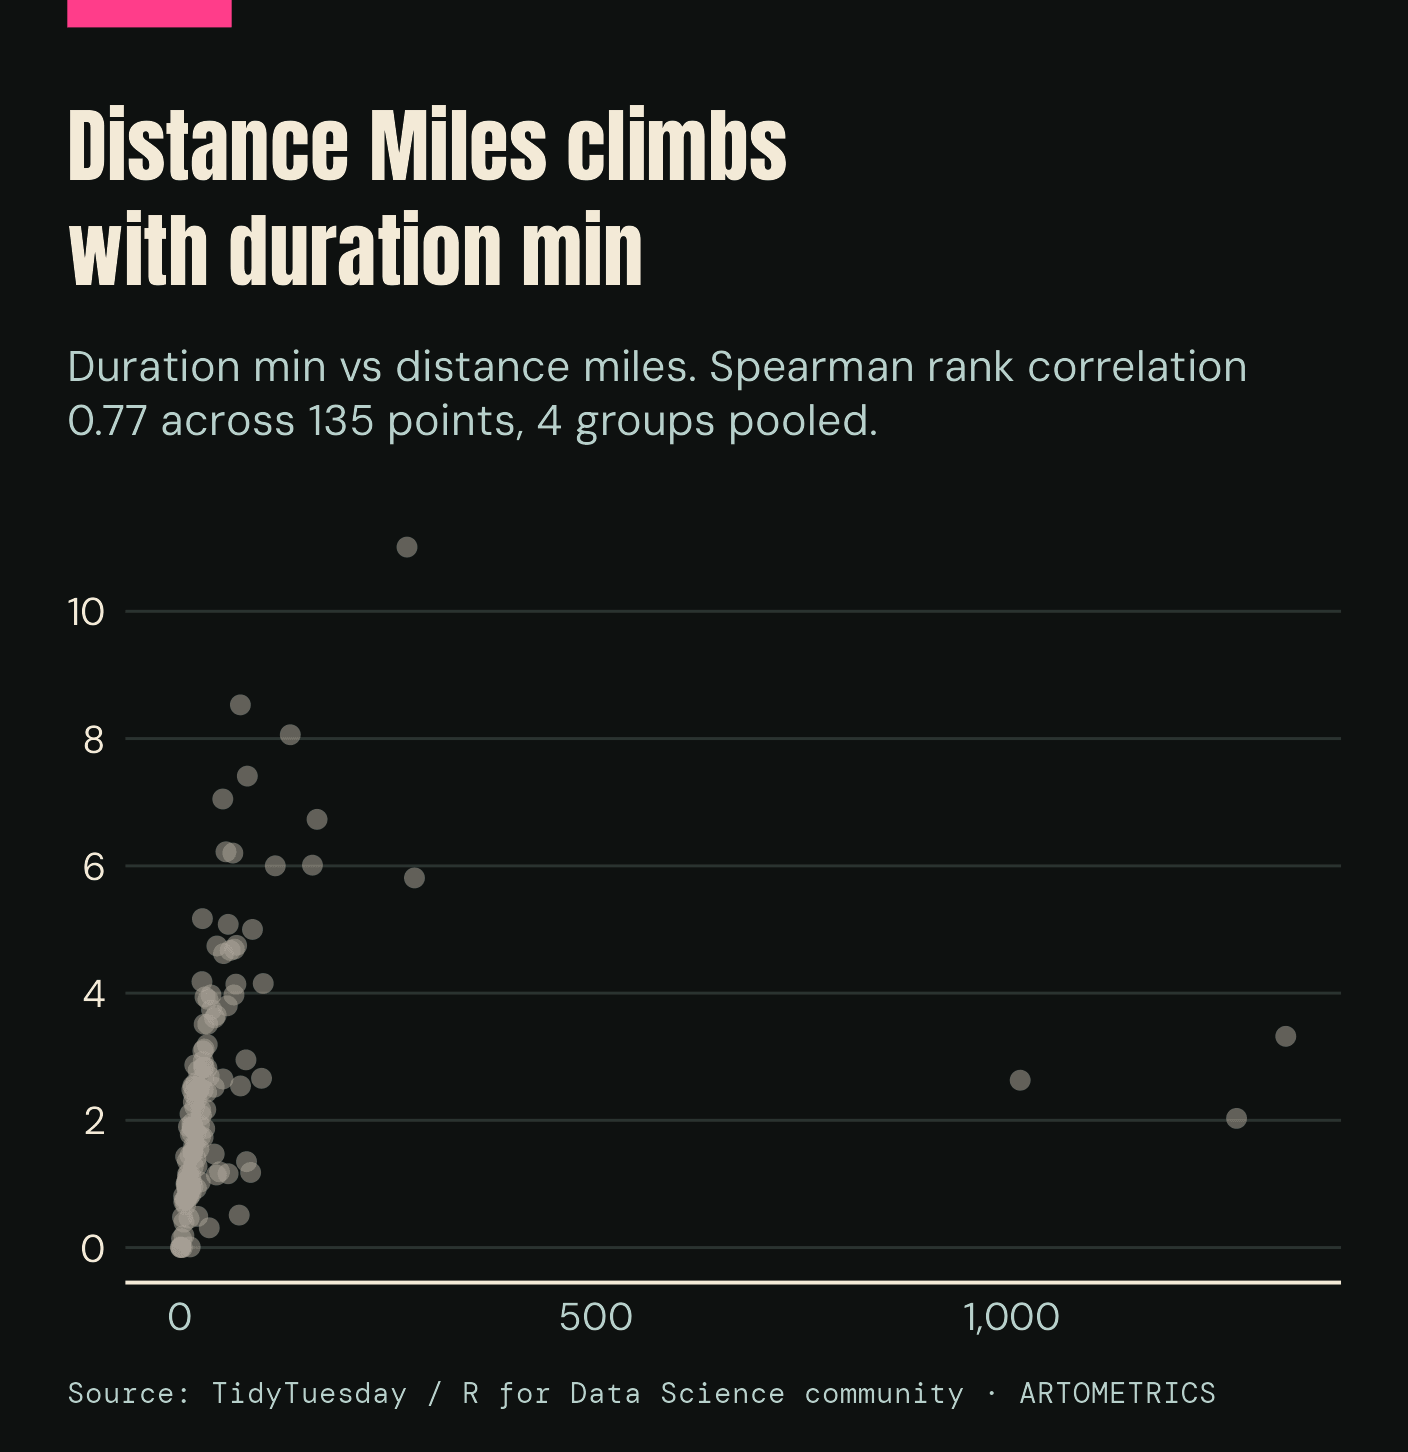 Distance Miles climbs
with duration min
Duration min vs distance miles. Spearman rank correlation
0.77 across 135 points, 4 groups pooled.
10
8
6
4
2
0
0 500 1,000
Source: TidyTuesday / R for Data Science community · ARTOMETRICS